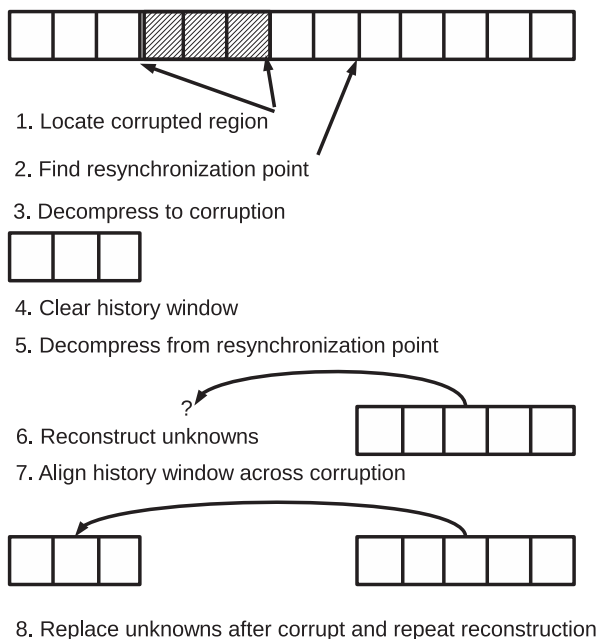 1. Locate corrupted region
2. Find resynchronization point
3. Decompress to corruption
4. Clear history window
5. Decompress from resynchronization point
?
6. Reconstruct unknowns
7. Align history window across corruption
8. Replace unknowns after corrupt and repeat reconstruction